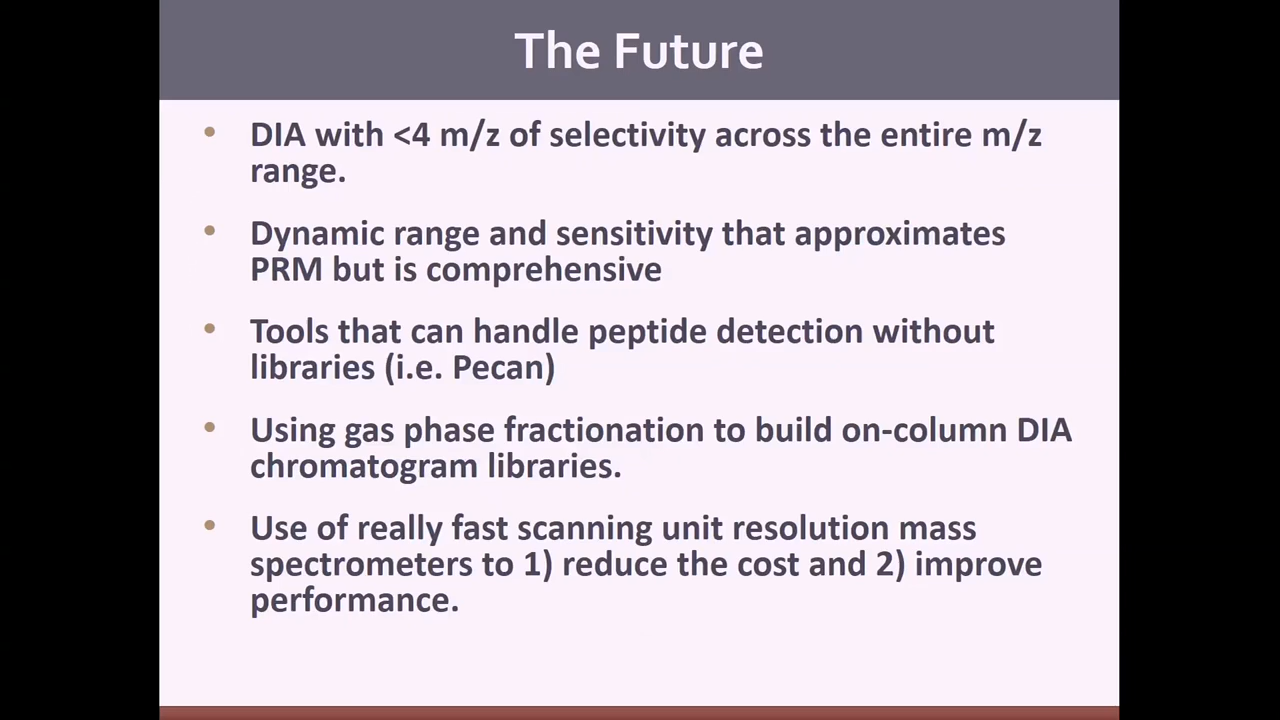 The Future
• DIA with <4 m/z of selectivity across the entire m/z
range.
• Dynamic range and sensitivity that approximates
PRM but is comprehensive
• Tools that can handle peptide detection without
libraries (i.e. Pecan)
• Using gas phase fractionation to build on-column DIA
chromatogram libraries.
• Use of really fast scanning unit resolution mass
spectrometers to 1) reduce the cost and 2) improve
performance.